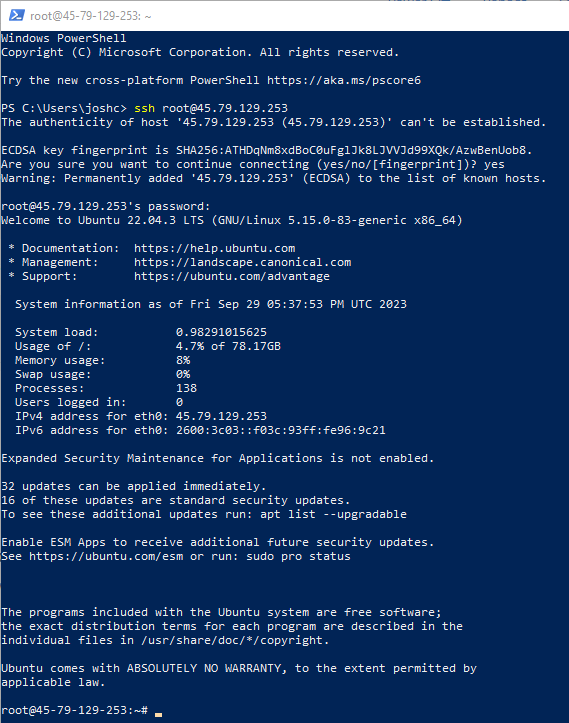 root@45-79-129-253: ~
Windows PowerShell
Copyright (C) Microsoft Corporation. All rights reserved.
Try the new cross-platform PowerShell https://aka.ms/pscore6
PS C:\Users\joshc> ssh root@45.79.129.253
The authenticity of host '45.79.129.253 (45.79.129.253)' can't be established.
ECDSA key fingerprint is SHA256:ATHDqNm8xdBoC0uFglJk8LJVVJd99XQk/AzwBenUob8.
Are you sure you want to continue connecting (yes/no/[fingerprint])? yes
Warning: Permanently added '45.79.129.253' (ECDSA) to the list of known hosts.
root@45.79.129.253's password:
Welcome to Ubuntu 22.04.3 LTS (GNU/Linux 5.15.0-83-generic x86_64)
* Documentation:  https://help.ubuntu.com
* Management:     https://landscape.canonical.com
* Support:        https://ubuntu.com/advantage
System information as of Fri Sep 29 05:37:53 PM UTC 2023
System load:           0.98291015625
Usage of /:            4.7% of 78.17GB
Memory usage:          8%
Swap usage:            0%
Processes:             138
Users logged in:       0
IPv4 address for eth0: 45.79.129.253
IPv6 address for eth0: 2600:3c03::f03c:93ff:fe96:9c21
Expanded Security Maintenance for Applications is not enabled.
32 updates can be applied immediately.
16 of these updates are standard security updates.
To see these additional updates run: apt list --upgradable
Enable ESM Apps to receive additional future security updates.
See https://ubuntu.com/esm or run: sudo pro status
The programs included with the Ubuntu system are free software;
the exact distribution terms for each program are described in the
individual files in /usr/share/doc/*/copyright.
Ubuntu comes with ABSOLUTELY NO WARRANTY, to the extent permitted by
applicable law.
root@45-79-129-253:~#